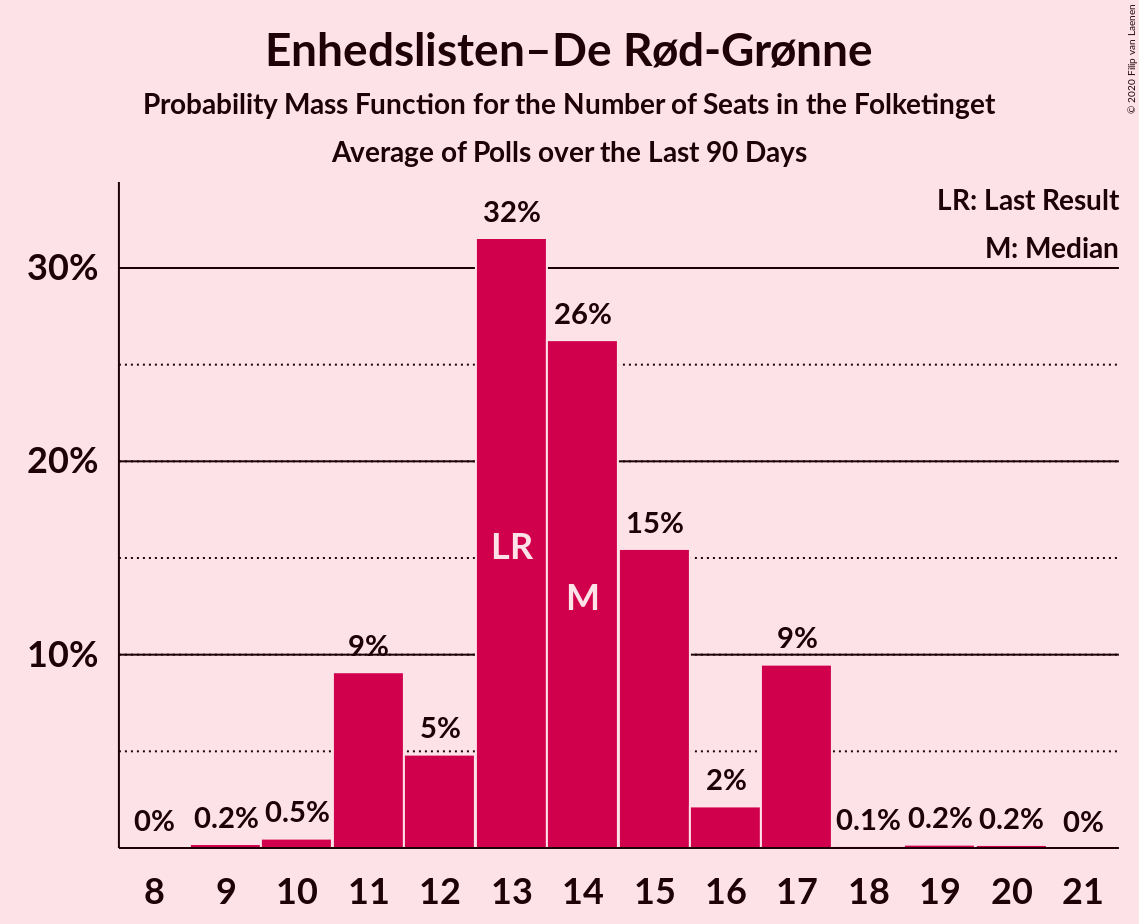 Enhedslisten–De Rød-Grønne
Probability Mass Function for the Number of Seats in the Folketinget
Average of Polls over the Last 90 Days
© 2020 Filip van Laenen
LR: Last Result
M: Median
30%
20%
10%
0%
0.2%
0.5%
9%
5%
32%
26%
15%
2%
9%
0.1%
0.2%
0.2%
0%
LR
M
8 9 10 11 12 13 14 15 16 17 18 19 20 21